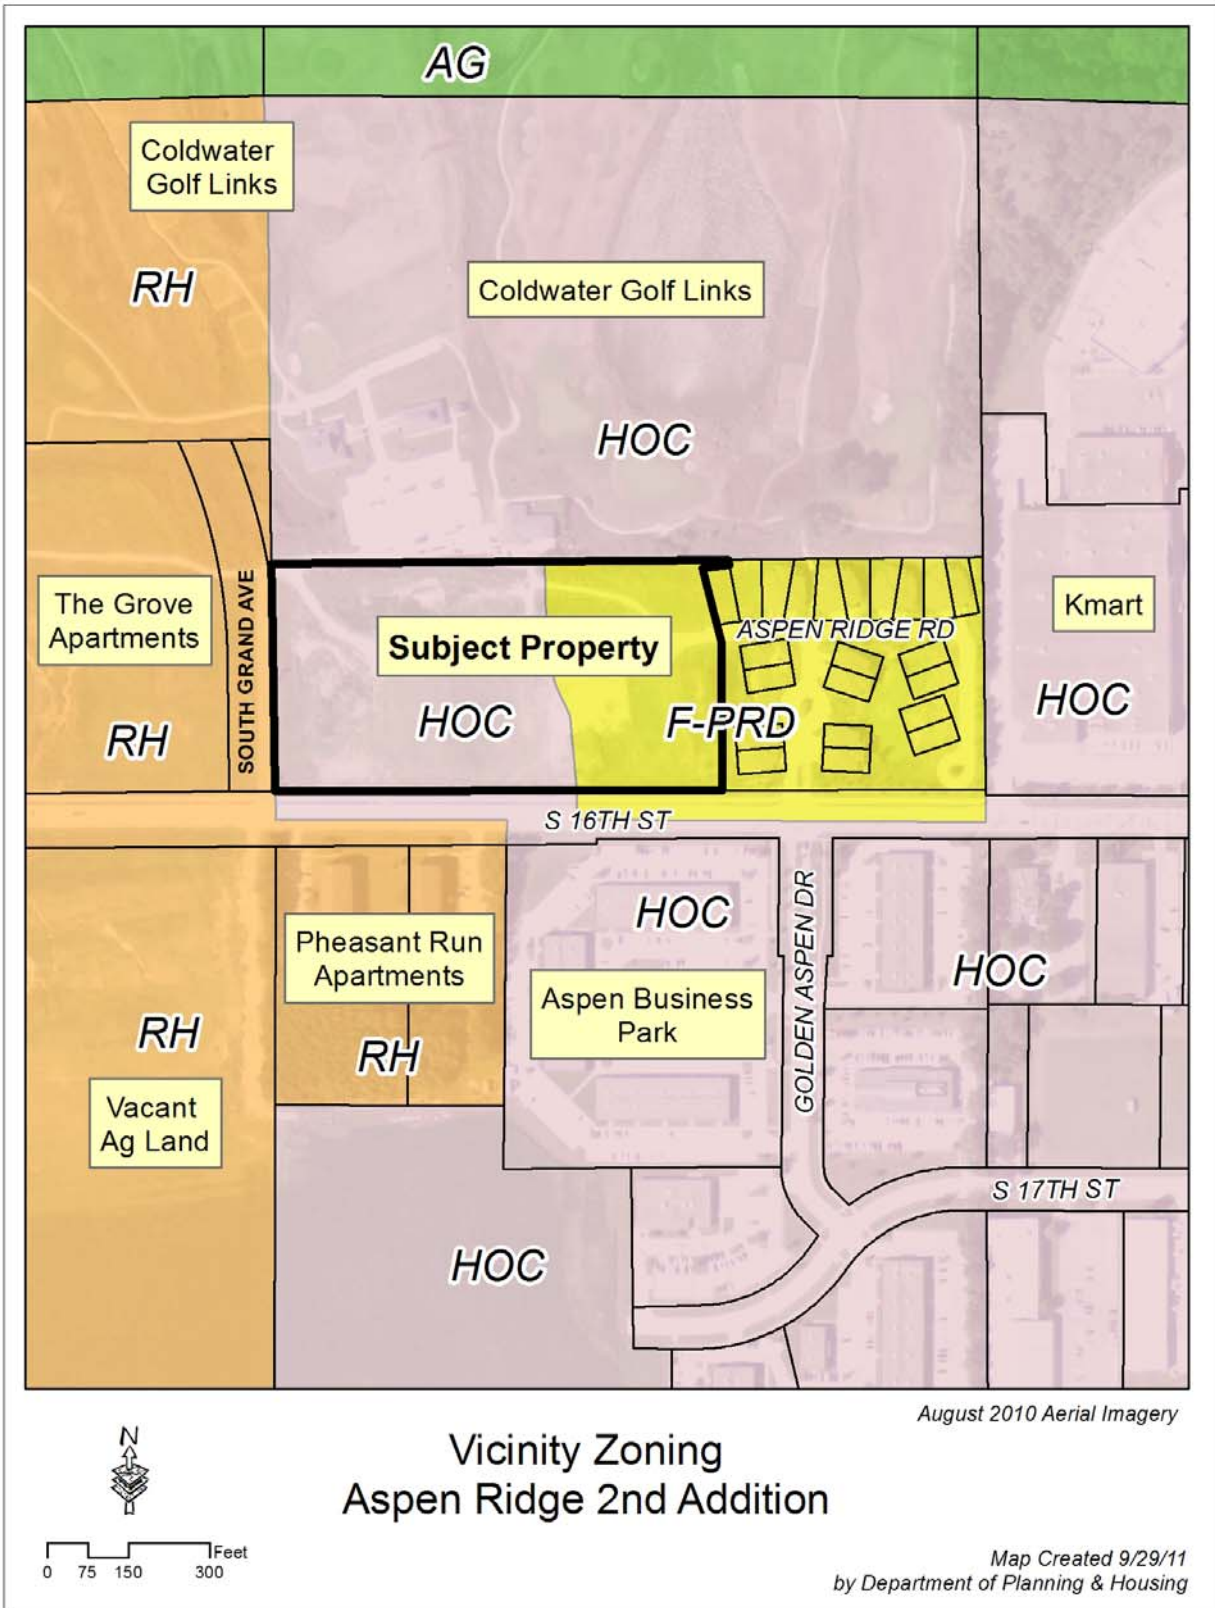 AG
Coldwater
Golf Links
RH
Coldwater Golf Links
HOC
The Grove
Apartments
SOUTH GRAND AVE
RH
Subject Property
HOC
F-PRD
ASPEN RIDGE RD
Kmart
HOC
S 16TH ST
Pheasant Run
Apartments
RH
RH
Vacant
Ag Land
HOC
Aspen Business
Park
GOLDEN ASPEN DR
HOC
S 17TH ST
HOC
August 2010 Aerial Imagery
N
Vicinity Zoning
Aspen Ridge 2nd Addition
Feet
0 75 150 300
Map Created 9/29/11
by Department of Planning & Housing